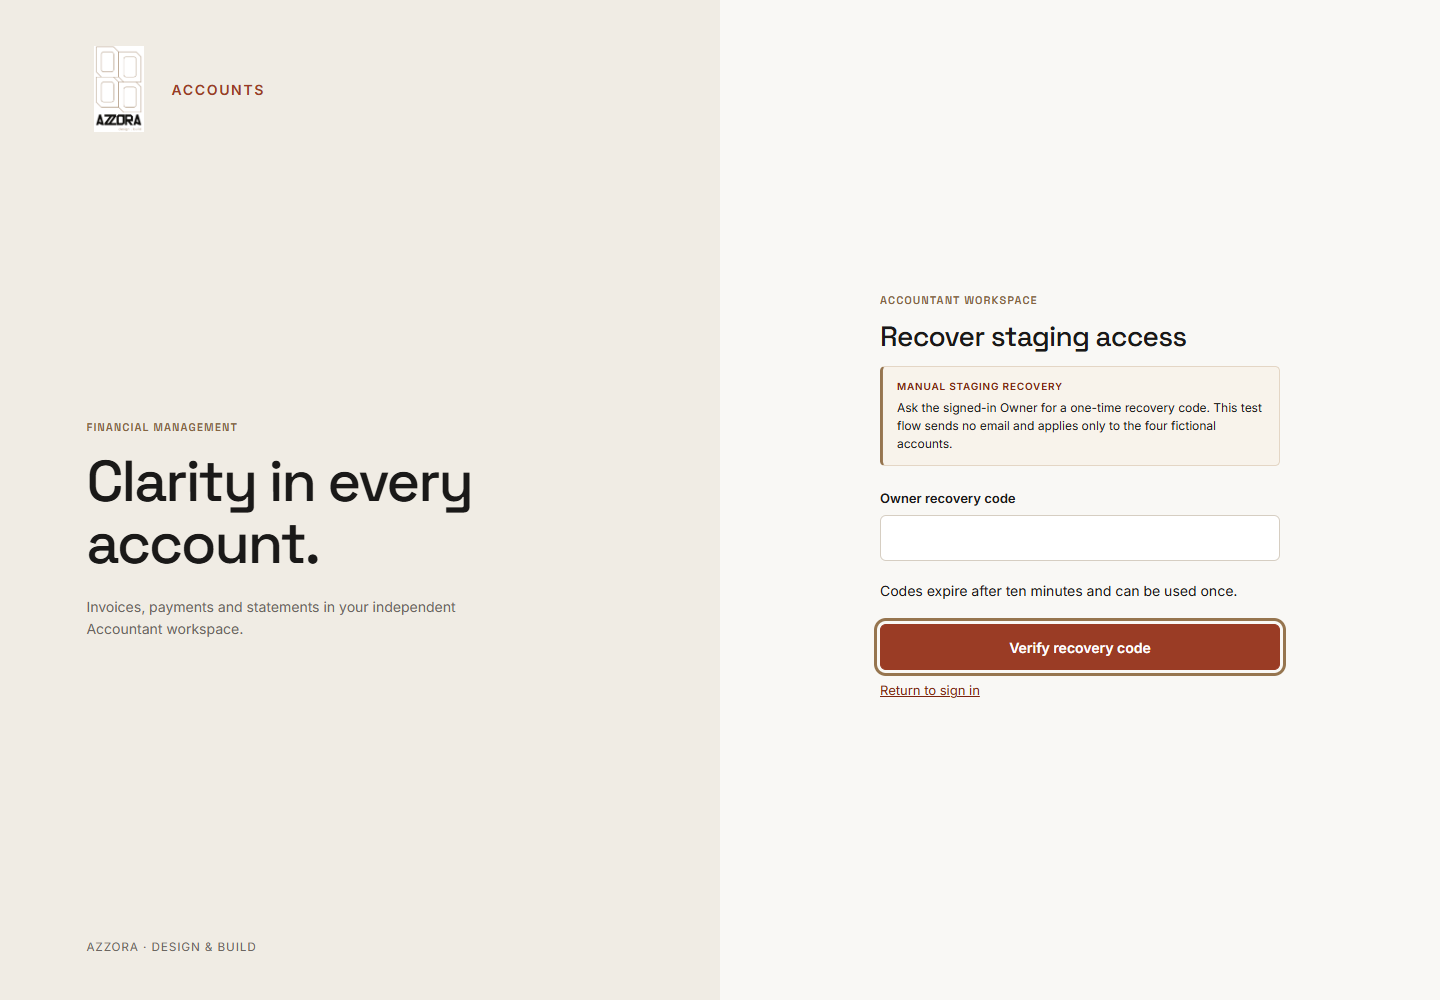 AZZORA
ACCOUNTS
FINANCIAL MANAGEMENT
Clarity in every
account.
Invoices, payments and statements in your independent
Accountant workspace.
AZZORA · DESIGN & BUILD
ACCOUNTANT WORKSPACE
Recover staging access
MANUAL STAGING RECOVERY
Ask the signed-in Owner for a one-time recovery code. This test
flow sends no email and applies only to the four fictional
accounts.
Owner recovery code
Codes expire after ten minutes and can be used once.
Verify recovery code
Return to sign in